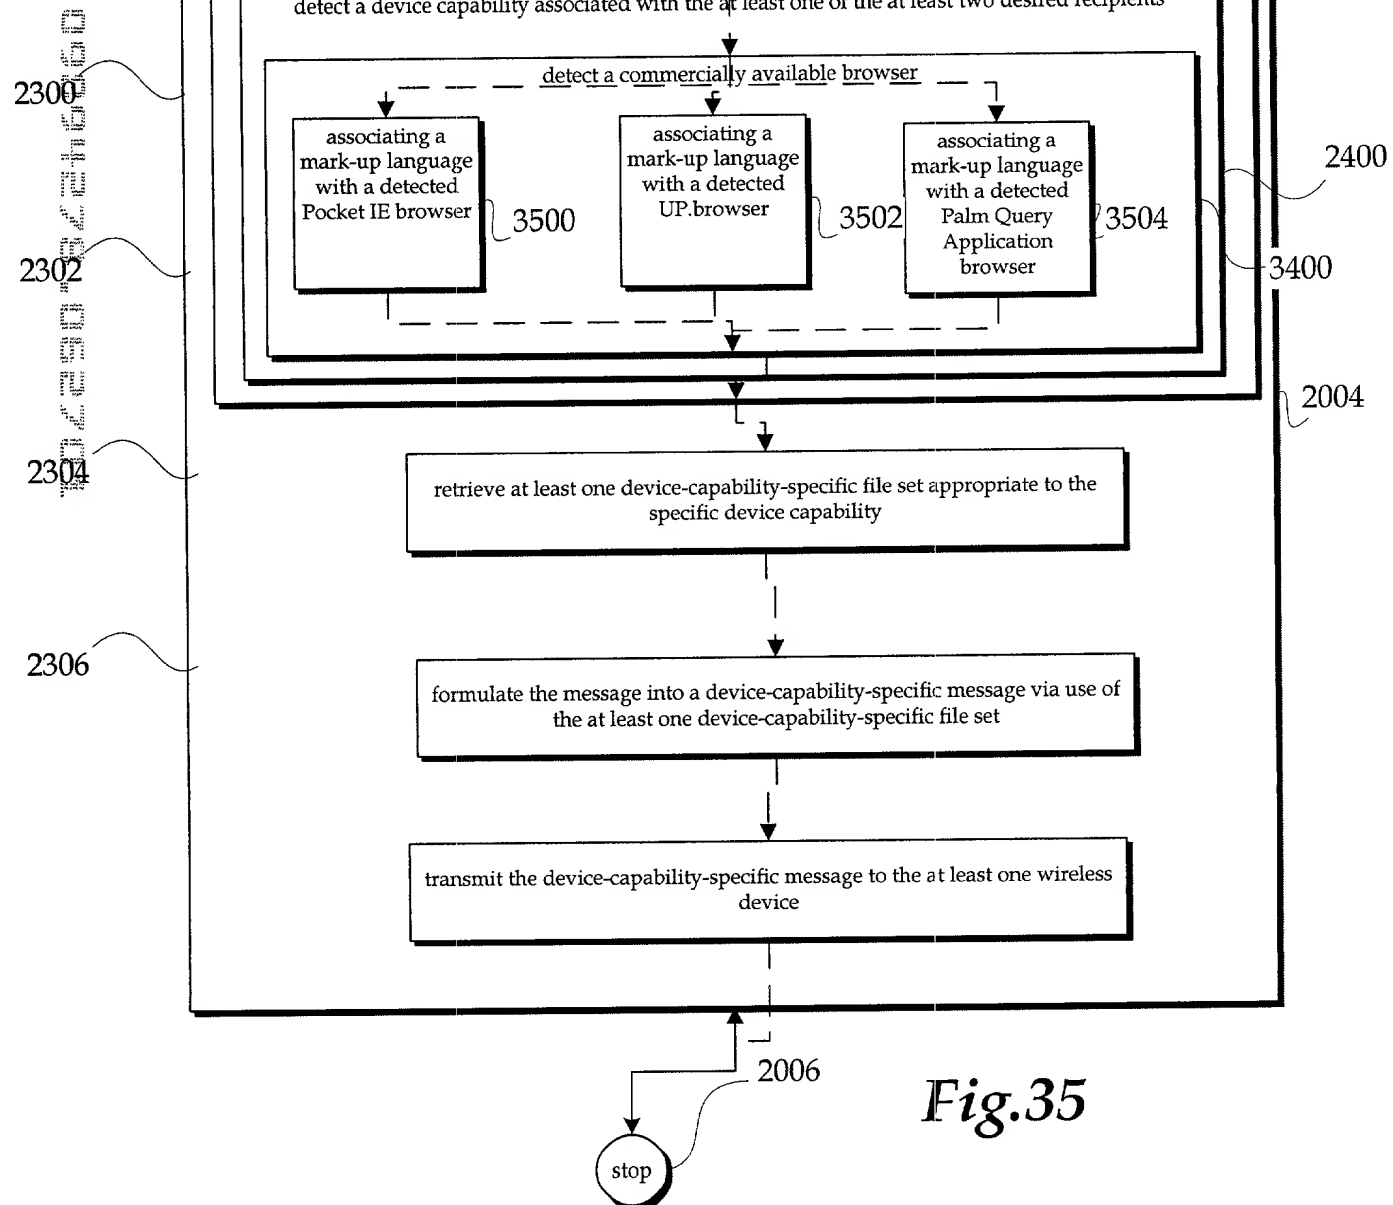 detect a device capability associated with the at least one of the at least two desired recipients
detect a commercially available browser
2300
associating a
mark-up language
with a detected
Pocket IE browser
3500
associating a
mark-up language
with a detected
UP.browser
3502
associating a
mark-up language
with a detected
Palm Query
Application
browser
3504
2400
3400
2302
2004
2304
retrieve at least one device-capability-specific file set appropriate to the
specific device capability
2306
formulate the message into a device-capability-specific message via use of
the at least one device-capability-specific file set
transmit the device-capability-specific message to the at least one wireless
device
2006
Fig.35
stop